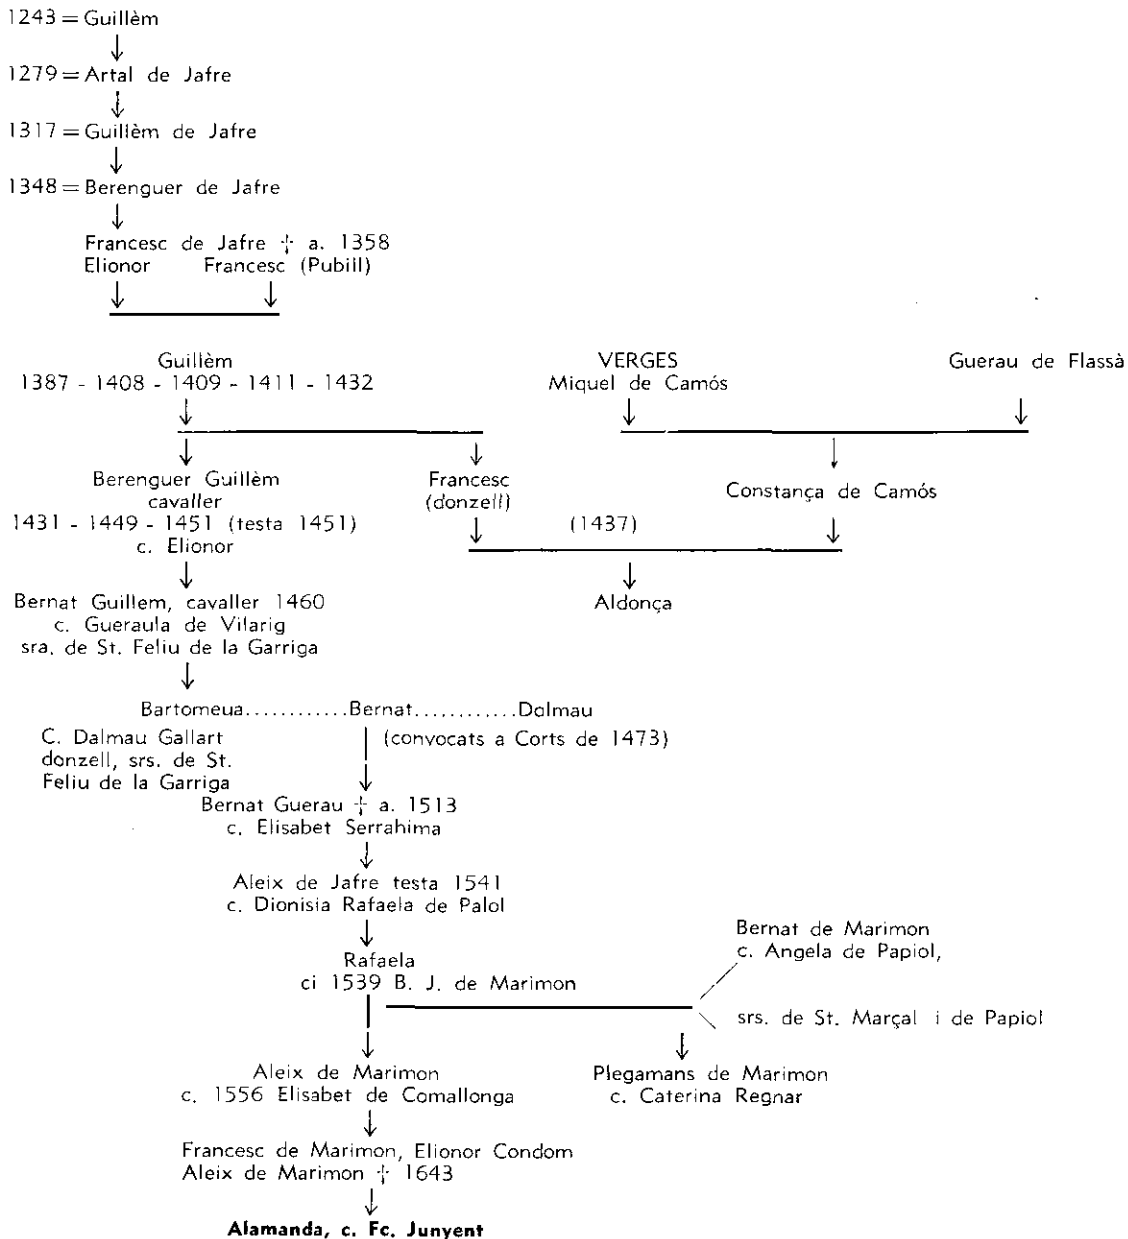 1243 = Guillèm
1279 = Artal de Jafre
1317 = Guillèm de Jafre
1348 = Berenguer de Jafre
Francesc de Jafre † a. 1358
Elionor Francesc (Pubill)
Guillèm
1387 - 1408 - 1409 - 1411 - 1432
VERGES
Miquel de Camós
Guerau de Flassà
Berenguer Guillèm
cavaller
1431 - 1449 - 1451 (testa 1451)
c. Elionor
Francesc
(donzell)
(1437)
Constança de Camós
Bernat Guillem, cavaller 1460
c. Gueraula de Vilarig
sra. de St. Feliu de la Garriga
Aldonça
Bartomeua............Bernat............Dalmau
C. Dalmau Gallart
donzell, srs. de St.
Feliu de la Garriga
(convocats a Corts de 1473)
Bernat Guerau † a. 1513
c. Elisabet Serrahima
Aleix de Jafre testa 1541
c. Dionisia Rafaela de Palol
Rafaela
ci 1539 B. J. de Marimon
Bernat de Marimon
c. Angela de Papiol,
srs. de St. Marçal i de Papiol
Aleix de Marimon
c. 1556 Elisabet de Comallonga
Plegamans de Marimon
c. Caterina Regnar
Francesc de Marimon, Elionor Condom
Aleix de Marimon † 1643
Alamanda, c. Fc. Junyent